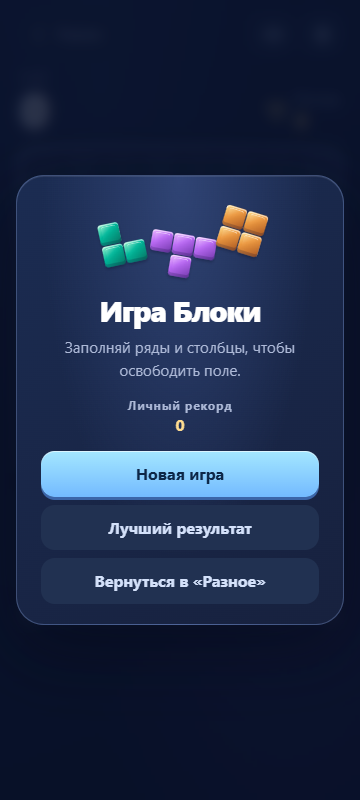 Игра Блоки
Заполняй ряды и столбцы, чтобы
освободить поле.
Личный рекорд
0
Новая игра
Лучший результат
Вернуться в «Разное»